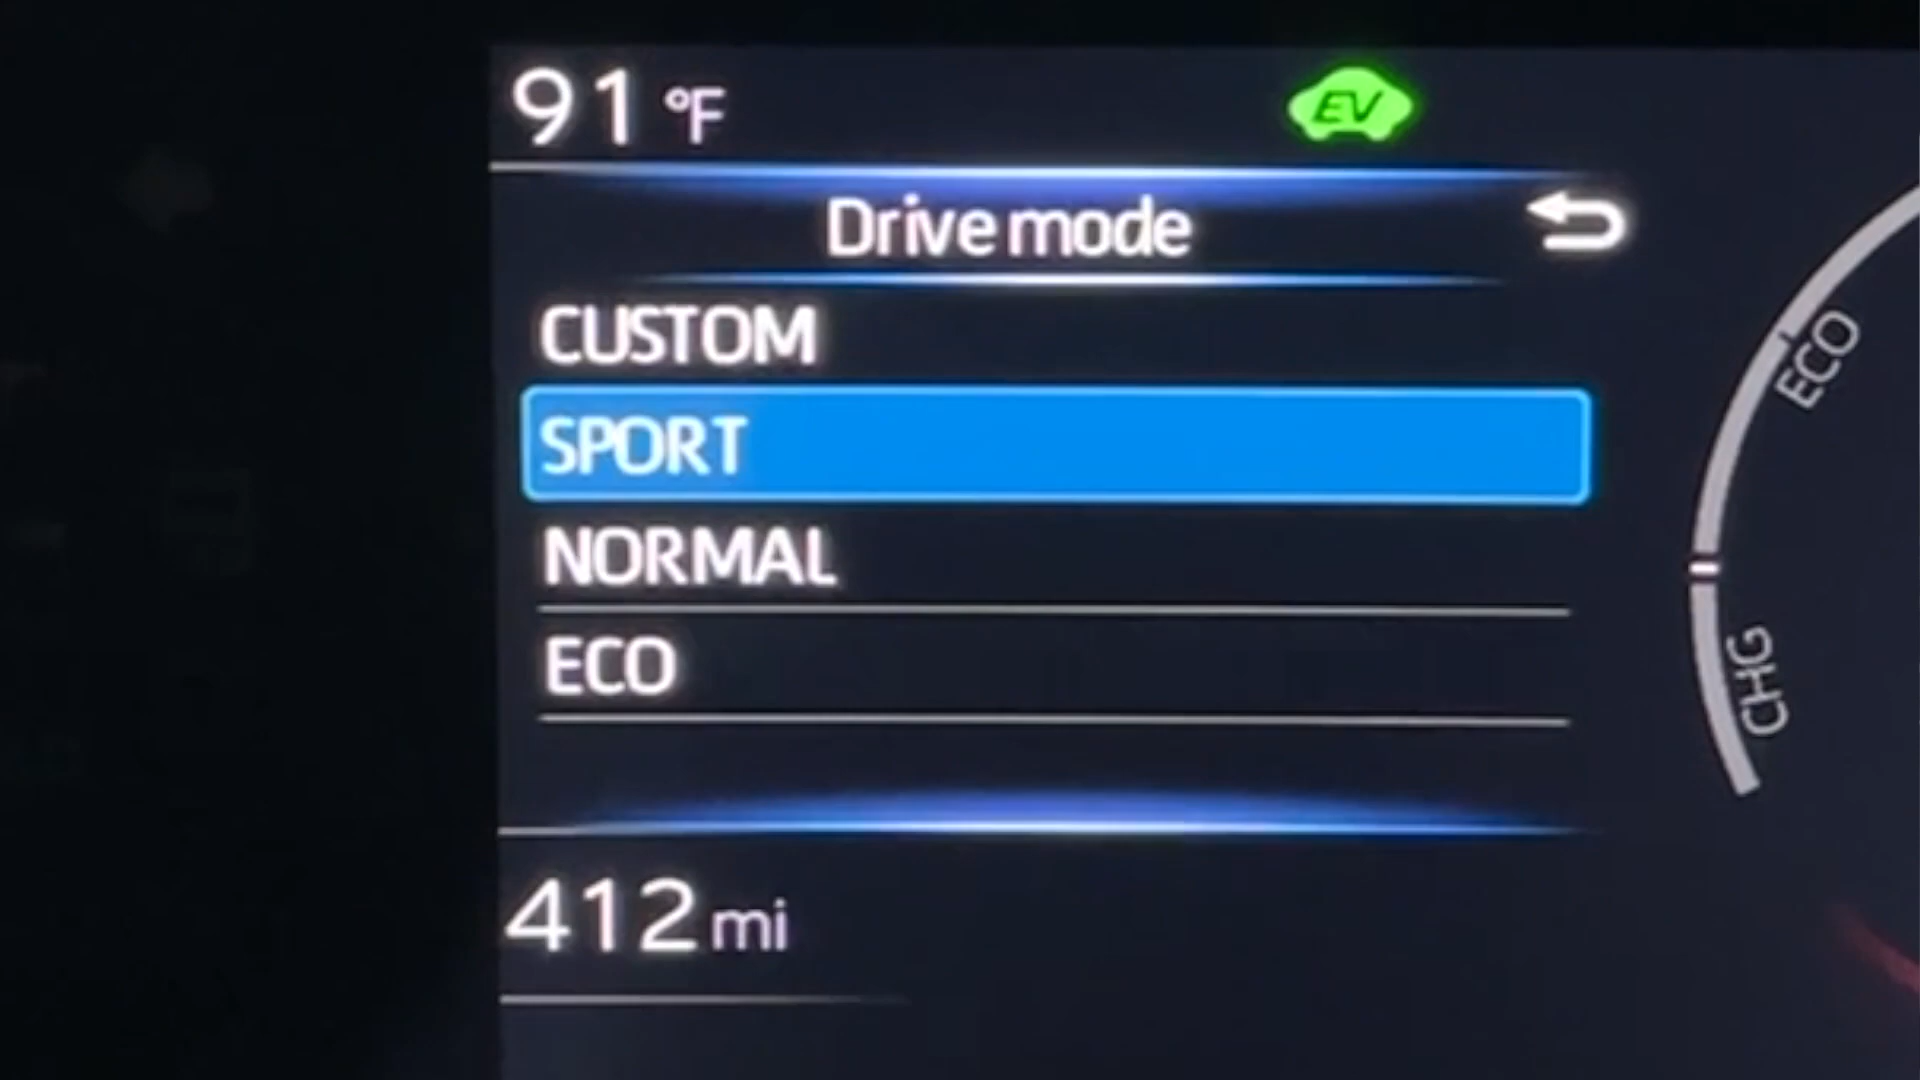 91 °F
EV
Drive mode
CUSTOM
SPORT
NORMAL
ECO
412 mi
ECO
CHG